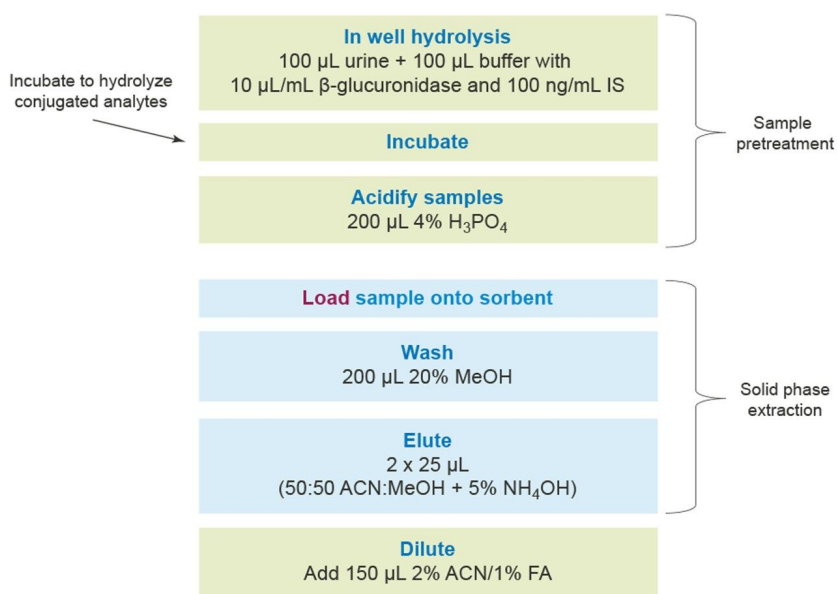 In well hydrolysis
100 µL urine + 100 µL buffer with
10 µL/mL β-glucuronidase and 100 ng/mL IS
Incubate to hydrolyze
conjugated analytes
Incubate
Acidify samples
200 µL 4% H₃PO₄
Sample
pretreatment
Load sample onto sorbent
Wash
200 µL 20% MeOH
Elute
2 x 25 µL
(50:50 ACN:MeOH + 5% NH₄OH)
Solid phase
extraction
Dilute
Add 150 µL 2% ACN/1% FA